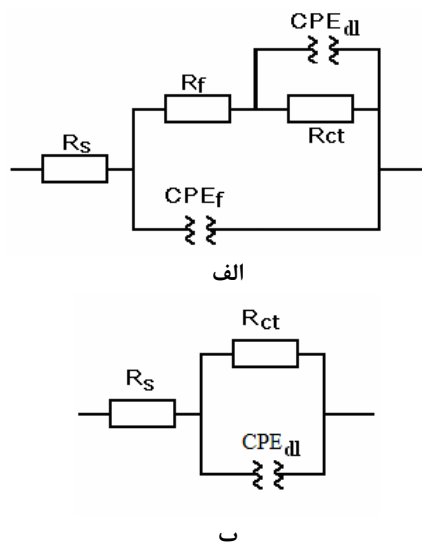 CPEdl
Rf
Rct
Rs
CPEf
الف
Rct
Rs
CPEdl
ب